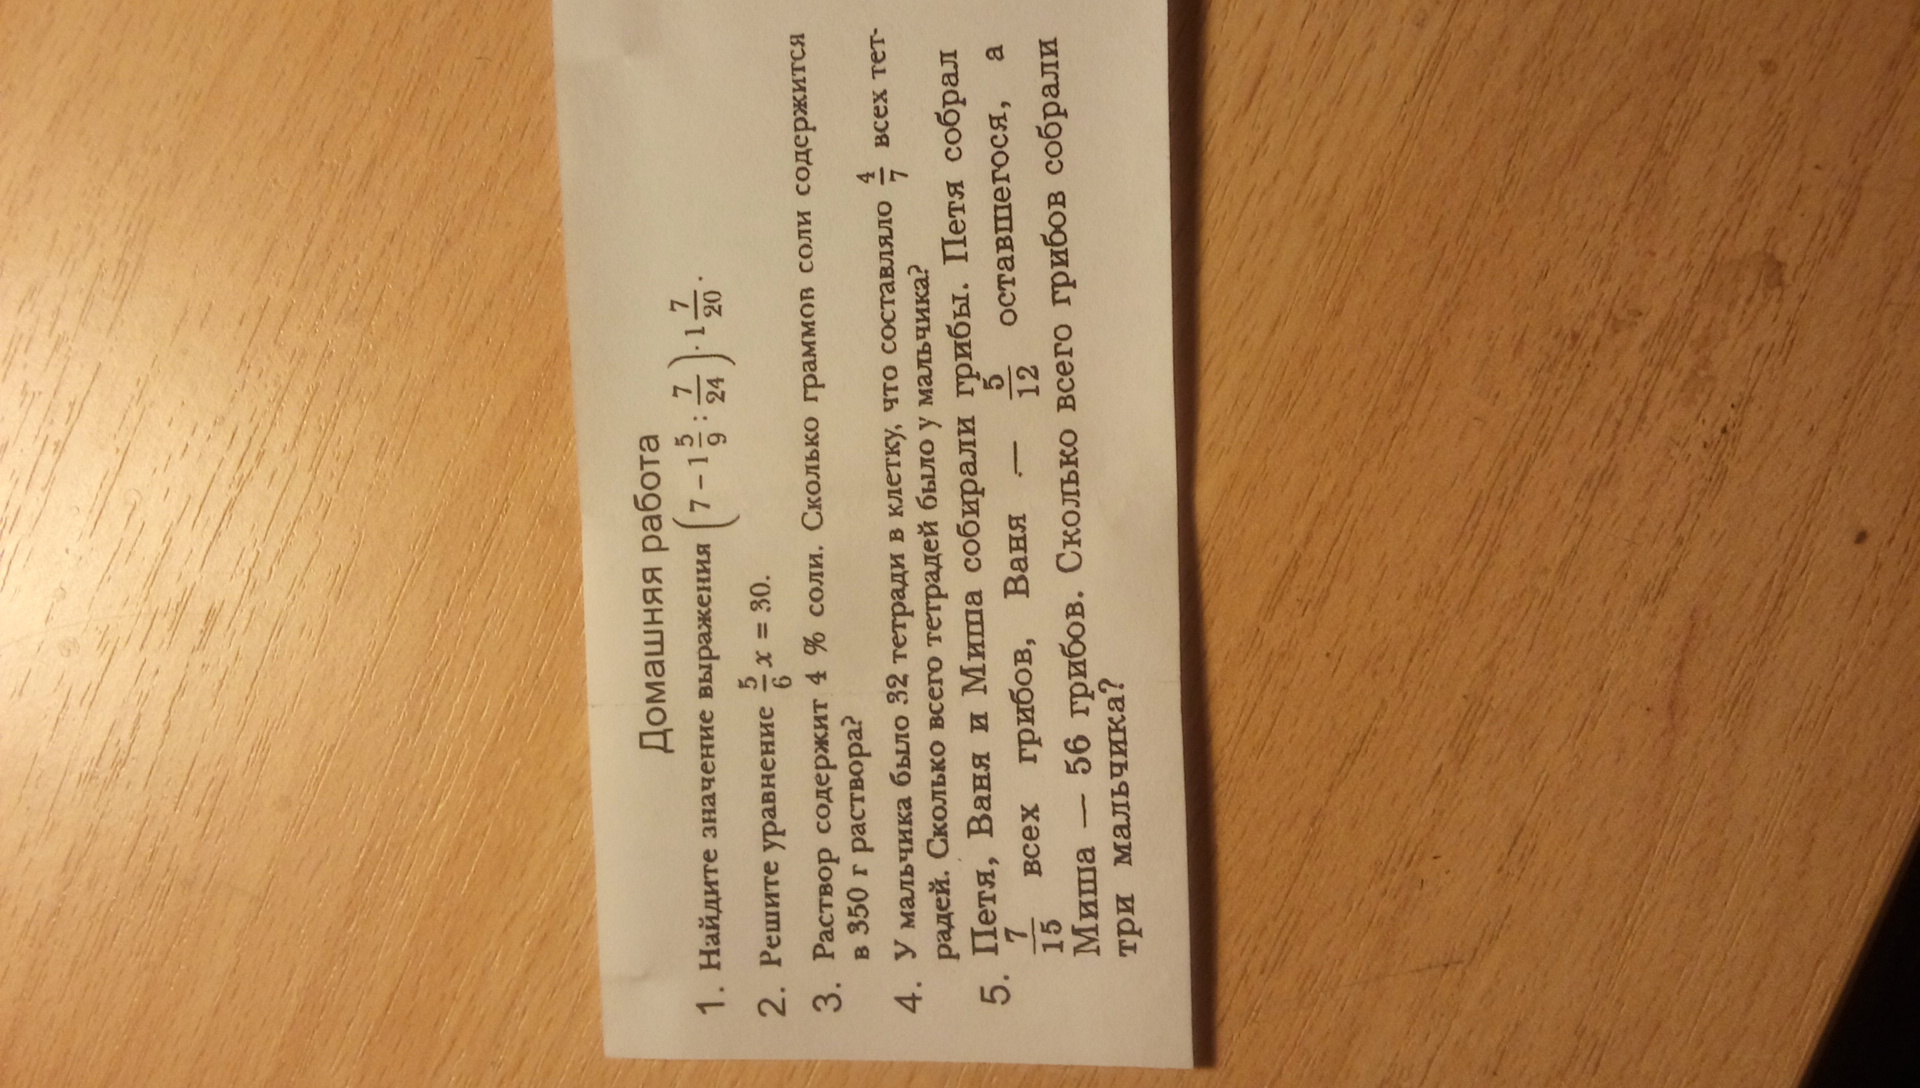 Домашняя работа
1. Найдите значение выражения (7 − 1 5/9 : 7/24) · 1 7/20.
2. Решите уравнение 5/6 x = 30.
3. Раствор содержит 4 % соли. Сколько граммов соли содержится
в 350 г раствора?
4. У мальчика было 32 тетради в клетку, что составляло 4/7 всех тет-
радей. Сколько всего тетрадей было у мальчика?
5. Петя, Ваня и Миша собирали грибы. Петя собрал
7/15 всех грибов, Ваня — 5/12 оставшегося, а
Миша — 56 грибов. Сколько всего грибов собрали
три мальчика?